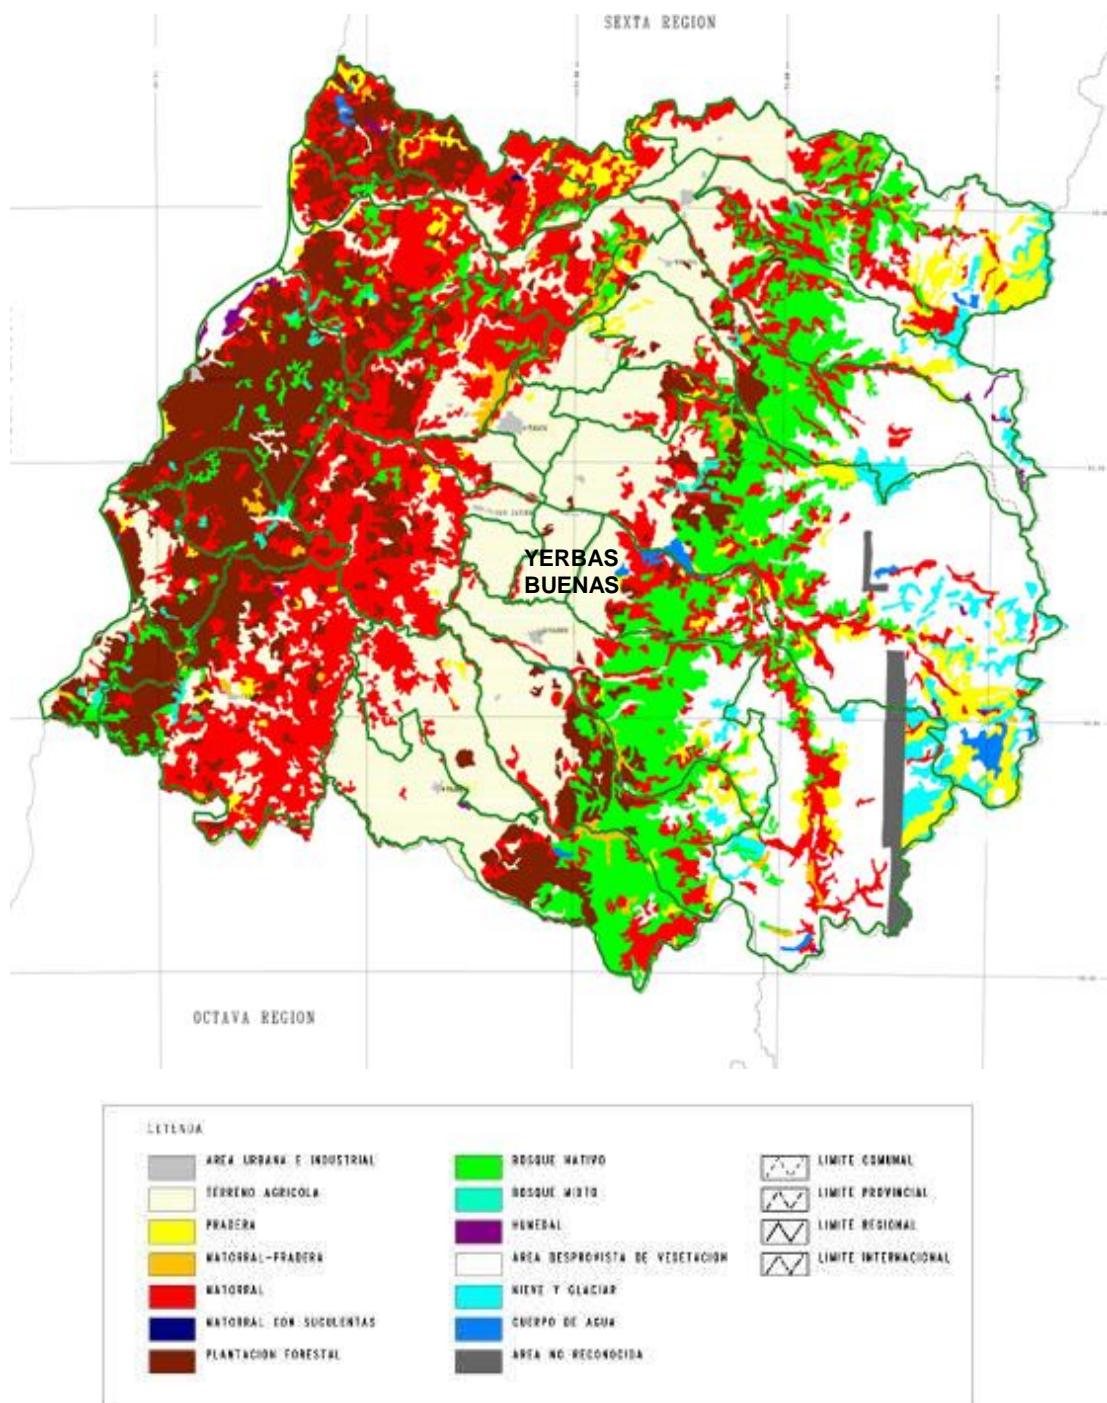 SEXTA REGION
YERBAS
BUENAS
OCTAVA REGION
LEYENDA
AREA URBANA E INDUSTRIAL
TERRENO AGRICOLA
PRADERA
MATORRAL-PRADERA
MATORRAL
MATORRAL CON SUCULENTAS
PLANTACION FORESTAL
BOSQUE NATIVO
BOSQUE MIXTO
HUMEDAL
AREA DESPROVISTA DE VEGETACION
NIEVE Y GLACIAR
CUERPO DE AGUA
AREA NO RECONOCIDA
LIMITE COMUNAL
LIMITE PROVINCIAL
LIMITE REGIONAL
LIMITE INTERNACIONAL